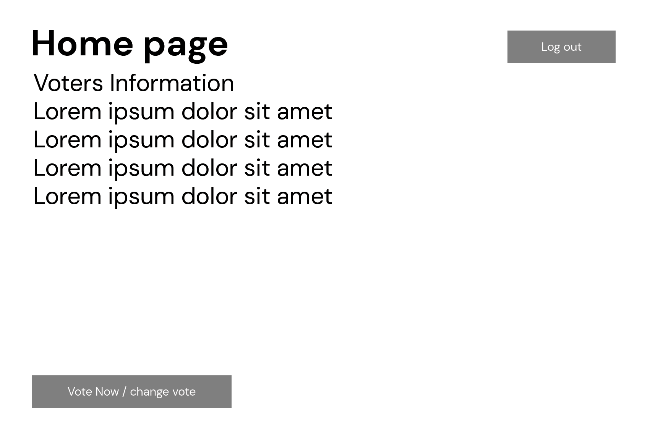 Home page
Log out
Voters Information
Lorem ipsum dolor sit amet
Lorem ipsum dolor sit amet
Lorem ipsum dolor sit amet
Lorem ipsum dolor sit amet
Vote Now / change vote